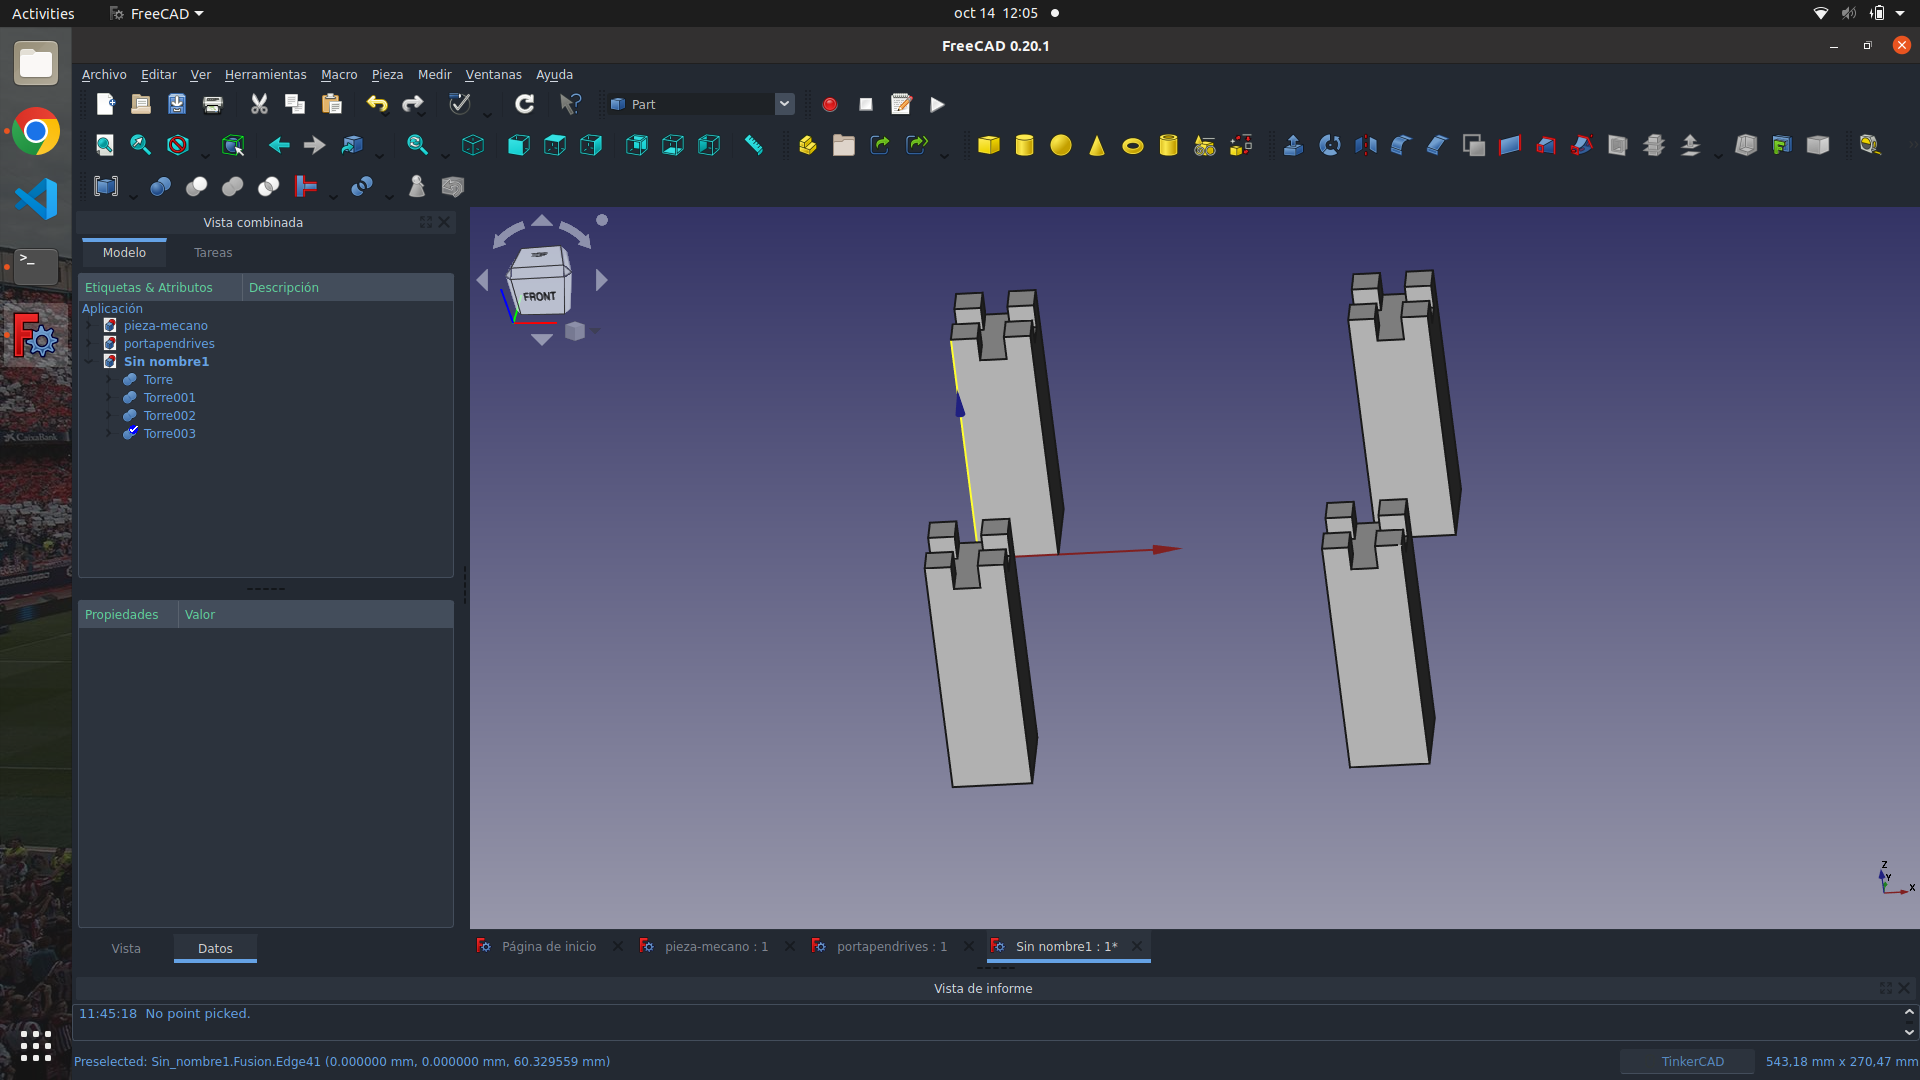 Activities FreeCAD oct 14 12:05
FreeCAD 0.20.1
Archivo Editar Ver Herramientas Macro Pieza Medir Ventanas Ayuda
Part
Vista combinada
Modelo Tareas
Etiquetas & Atributos Descripción
Aplicación
pieza-mecano
portapendrives
Sin nombre1
Torre
Torre001
Torre002
Torre003
FRONT
CaixaBank
Propiedades Valor
Z
Y
X
Vista Datos
Página de inicio pieza-mecano : 1 portapendrives : 1 Sin nombre1 : 1*
Vista de informe
11:45:18 No point picked.
Preselected: Sin_nombre1.Fusion.Edge41 (0.000000 mm, 0.000000 mm, 60.329559 mm) TinkerCAD 543,18 mm x 270,47 mm